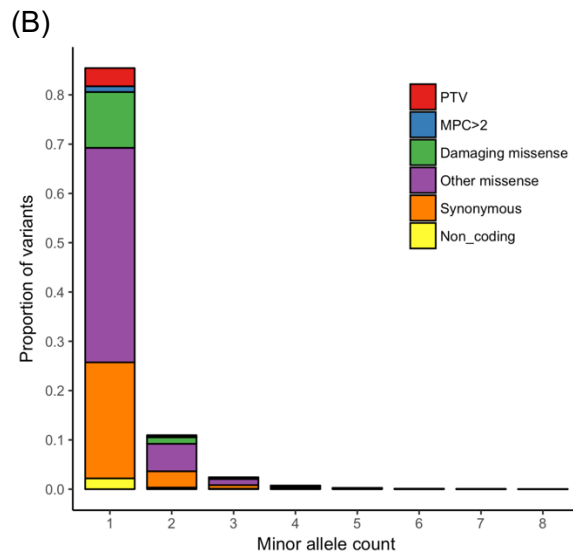 (B)
Proportion of variants
0.8
0.7
0.6
0.5
0.4
0.3
0.2
0.1
0.0
PTV
MPC>2
Damaging missense
Other missense
Synonymous
Non_coding
1 2 3 4 5 6 7 8
Minor allele count